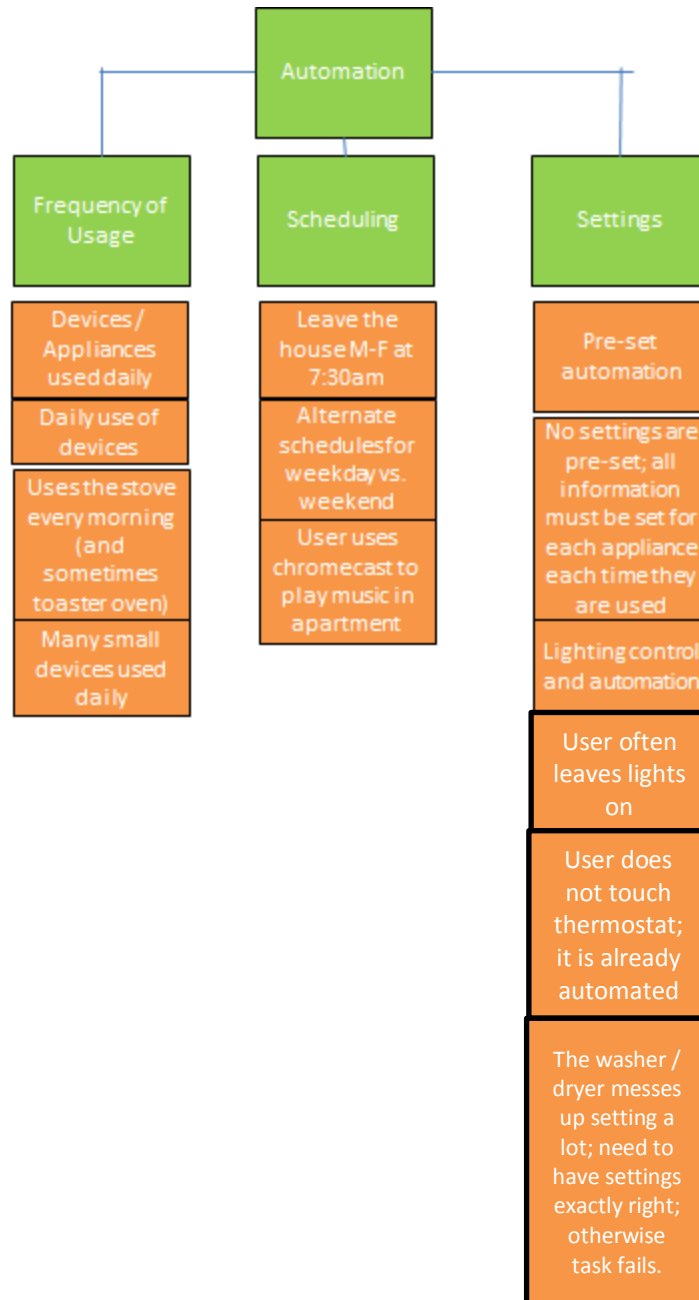 Automation
Frequency of
Usage
Devices /
Appliances
used daily
Daily use of
devices
Uses the stove
every morning
(and
sometimes
toaster oven)
Many small
devices used
daily
Scheduling
Leave the
house M-F at
7:30am
Alternate
schedules for
weekday vs.
weekend
User uses
chromecast to
play music in
apartment
Settings
Pre-set
automation
No settings are
pre-set; all
information
must be set for
each appliance
each time they
are used
Lighting control
and automation
User often
leaves lights
on
User does
not touch
thermostat;
it is already
automated
The washer /
dryer messes
up setting a
lot; need to
have settings
exactly right;
otherwise
task fails.